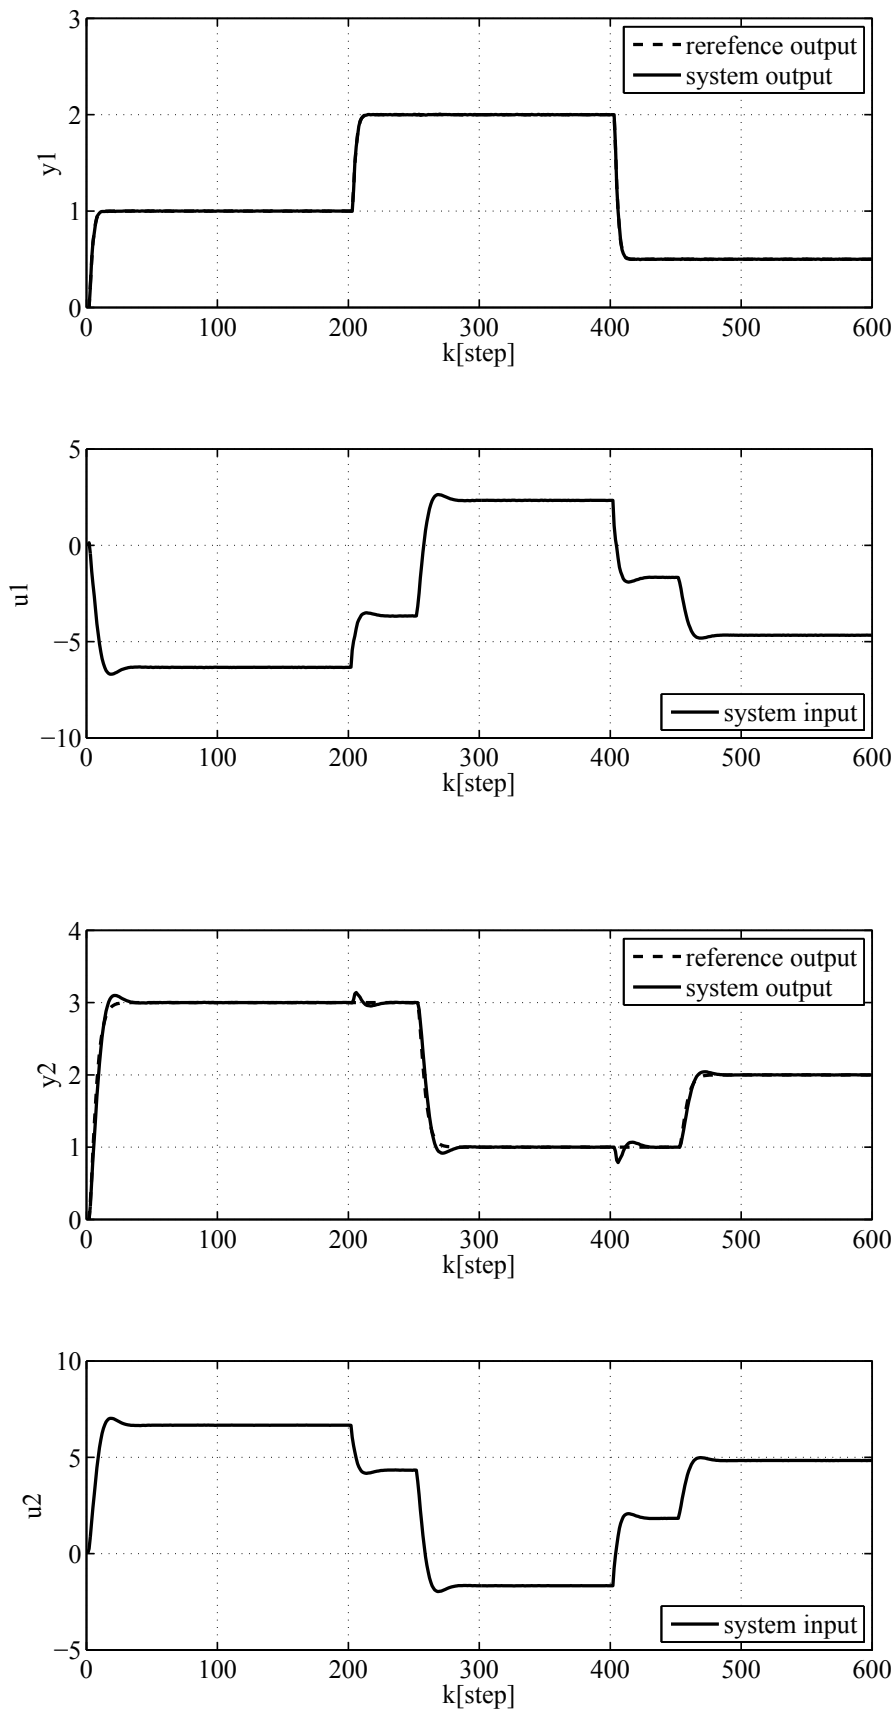 3
2
1
0
y1
rerefence output
system output
0 100 200 300 400 500 600
k[step]
5
0
−5
−10
u1
system input
0 100 200 300 400 500 600
k[step]
4
3
2
1
0
y2
reference output
system output
0 100 200 300 400 500 600
k[step]
10
5
0
−5
u2
system input
0 100 200 300 400 500 600
k[step]